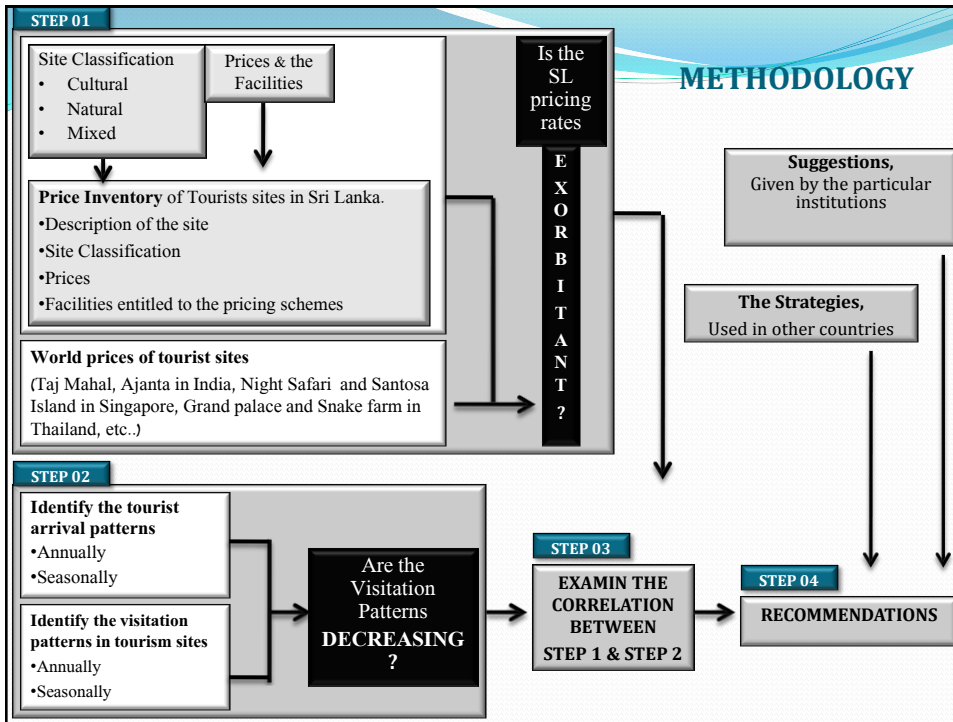 METHODOLOGY
STEP 01
Site Classification
• Cultural
• Natural
• Mixed
Prices & the
Facilities
Price Inventory of Tourists sites in Sri Lanka.
•Description of the site
•Site Classification
•Prices
•Facilities entitled to the pricing schemes
World prices of tourist sites
(Taj Mahal, Ajanta in India, Night Safari and Santosa
Island in Singapore, Grand palace and Snake farm in
Thailand, etc..)
Is the
SL
pricing
rates
E
X
O
R
B
I
T
A
N
T
?
Suggestions,
Given by the particular
institutions
The Strategies,
Used in other countries
STEP 02
Identify the tourist
arrival patterns
•Annually
•Seasonally
Identify the visitation
patterns in tourism sites
•Annually
•Seasonally
Are the
Visitation
Patterns
DECREASING
?
STEP 03
EXAMIN THE
CORRELATION
BETWEEN
STEP 1 & STEP 2
STEP 04
RECOMMENDATIONS